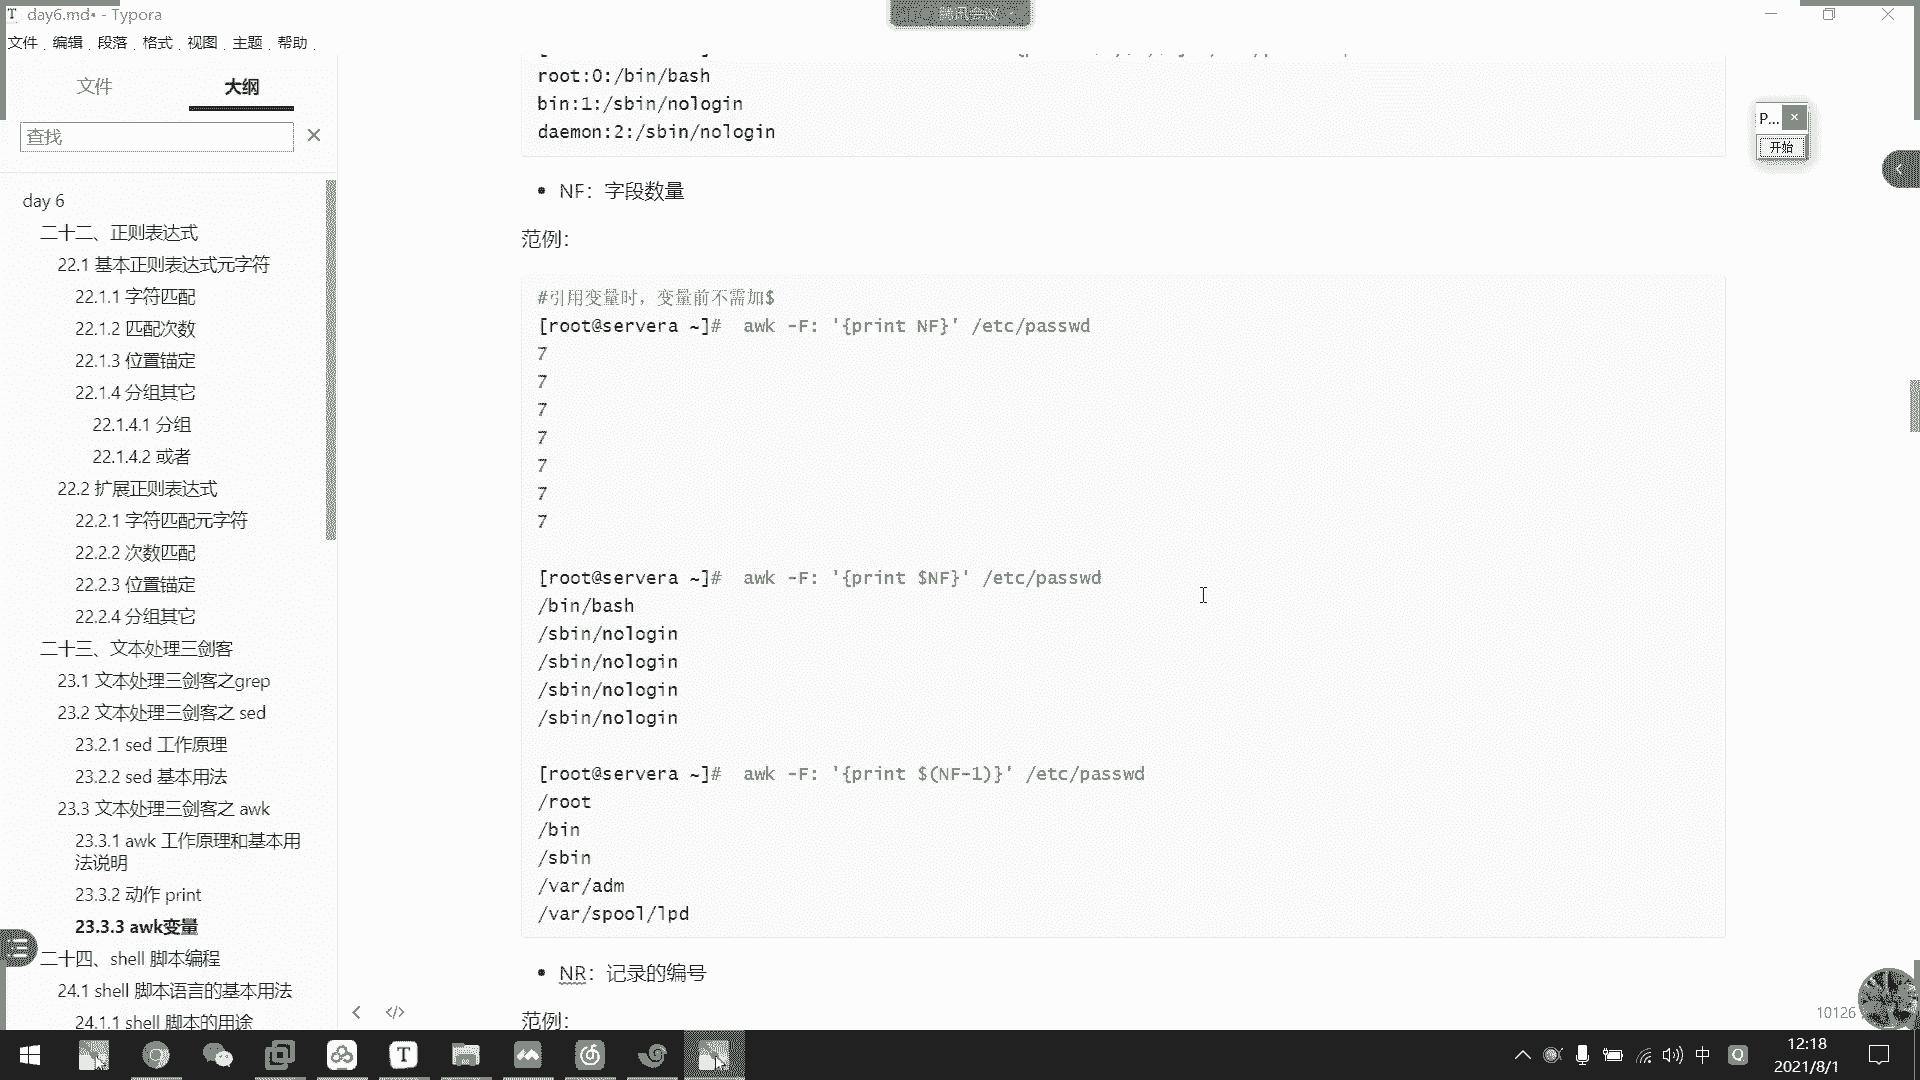 day6.md• - Typora
腾讯会议
文件 编辑 段落 格式 视图 主题 帮助
文件 大纲
查找
day 6
二十二、正则表达式
22.1 基本正则表达式元字符
22.1.1 字符匹配
22.1.2 匹配次数
22.1.3 位置锚定
22.1.4 分组其它
22.1.4.1 分组
22.1.4.2 或者
22.2 扩展正则表达式
22.2.1 字符匹配元字符
22.2.2 次数匹配
22.2.3 位置锚定
22.2.4 分组其它
二十三、文本处理三剑客
23.1 文本处理三剑客之grep
23.2 文本处理三剑客之 sed
23.2.1 sed 工作原理
23.2.2 sed 基本用法
23.3 文本处理三剑客之 awk
23.3.1 awk 工作原理和基本用
法说明
23.3.2 动作 print
23.3.3 awk变量
二十四、shell 脚本编程
24.1 shell 脚本语言的基本用法
24.1.1 shell 脚本的用途
root:0:/bin/bash
bin:1:/sbin/nologin
daemon:2:/sbin/nologin
• NF：字段数量
范例：
#引用变量时，变量前不需加$
[root@servera ~]# awk -F: '{print NF}' /etc/passwd
7
7
7
7
7
7
7
[root@servera ~]# awk -F: '{print $NF}' /etc/passwd
/bin/bash
/sbin/nologin
/sbin/nologin
/sbin/nologin
/sbin/nologin
[root@servera ~]# awk -F: '{print $(NF-1)}' /etc/passwd
/root
/bin
/sbin
/var/adm
/var/spool/lpd
• NR：记录的编号
范例：
P...
开始
10126
中
12:18
2021/8/1